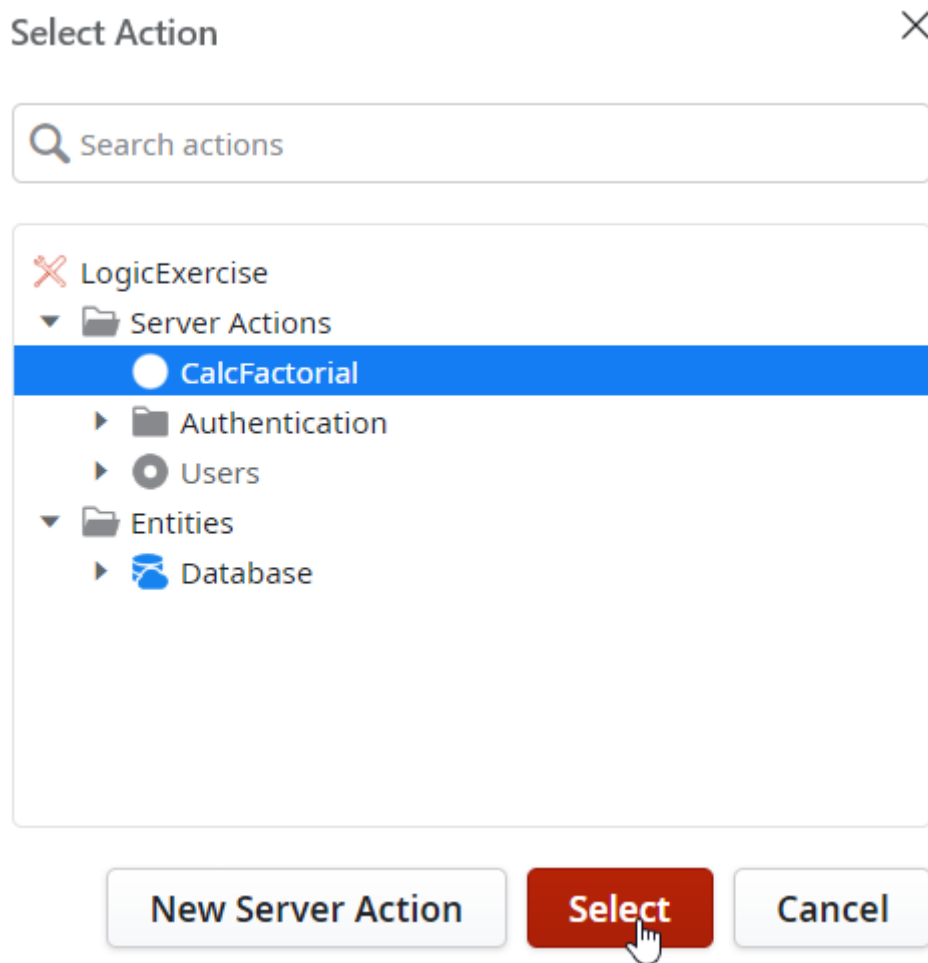 Select Action
Search actions
LogicExercise
Server Actions
CalcFactorial
Authentication
Users
Entities
Database
New Server Action
Select
Cancel